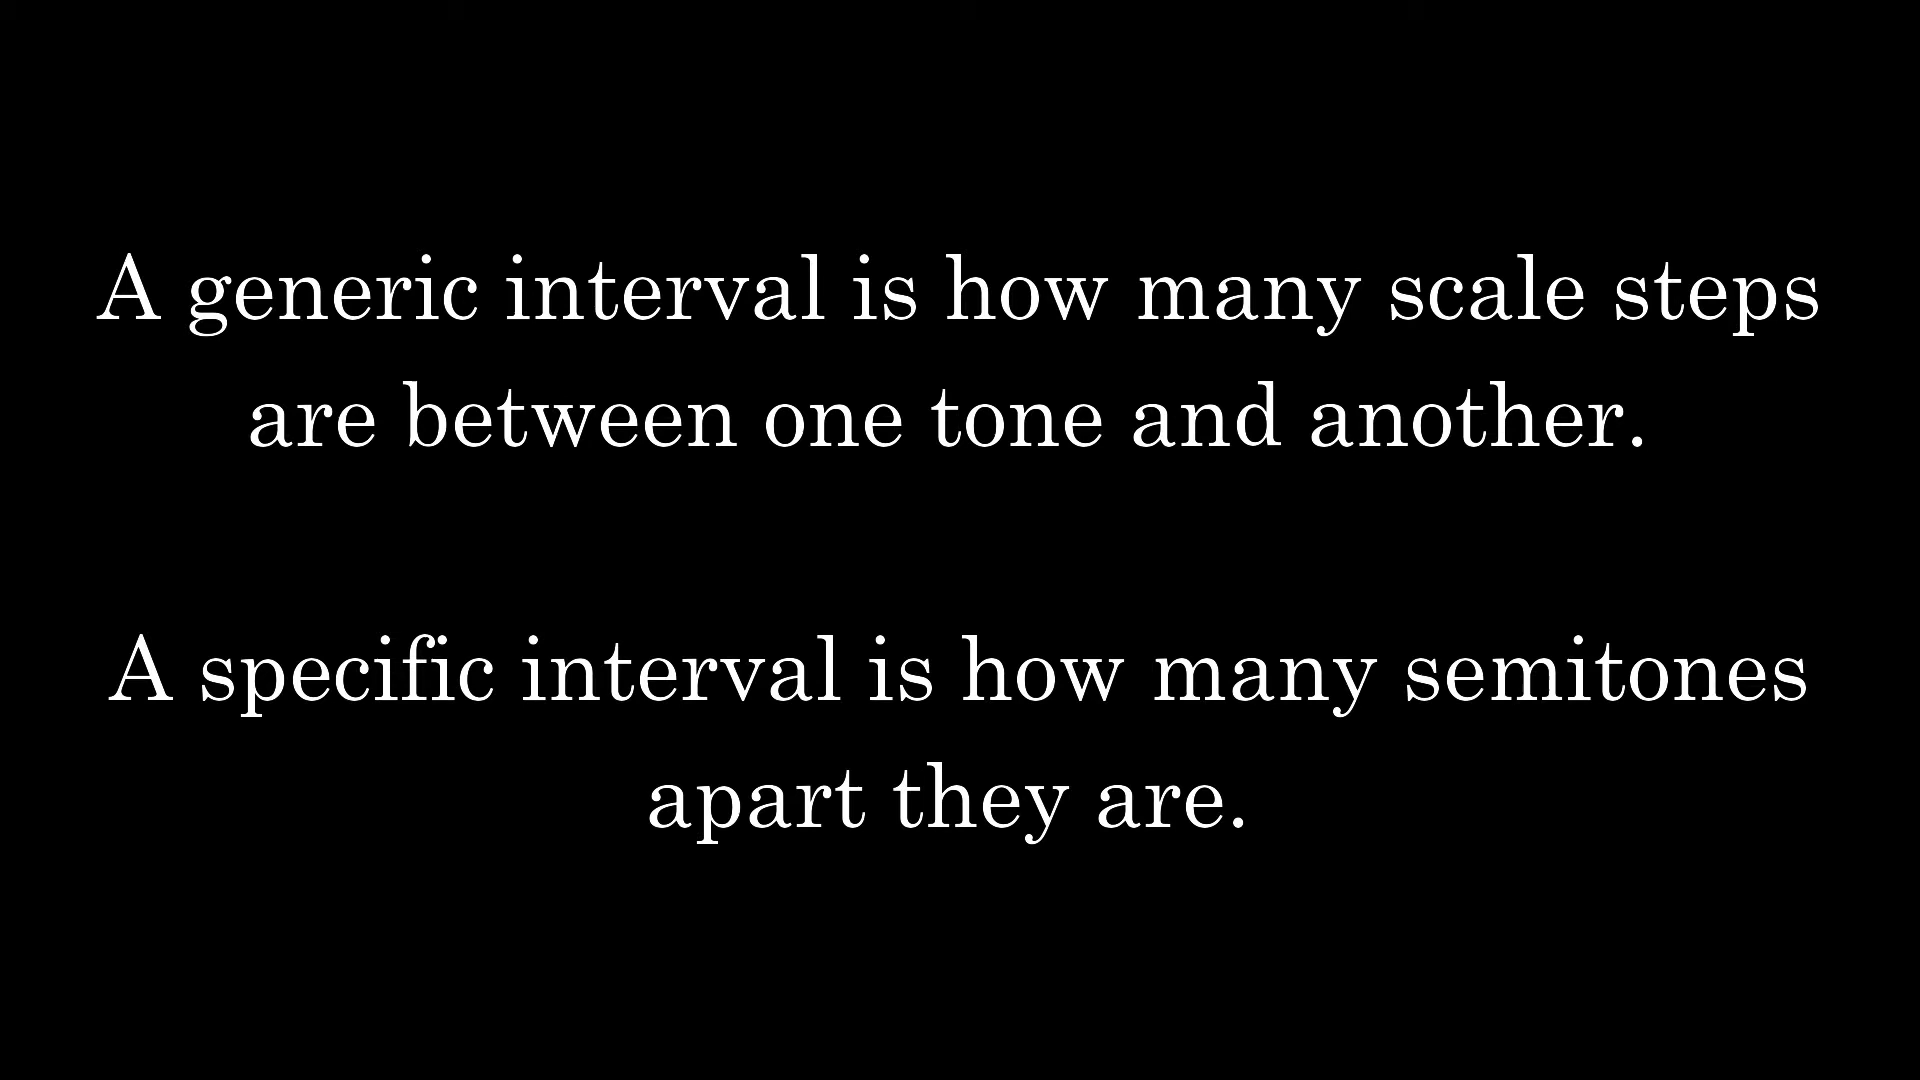 A generic interval is how many scale steps
are between one tone and another.
A specific interval is how many semitones
apart they are.